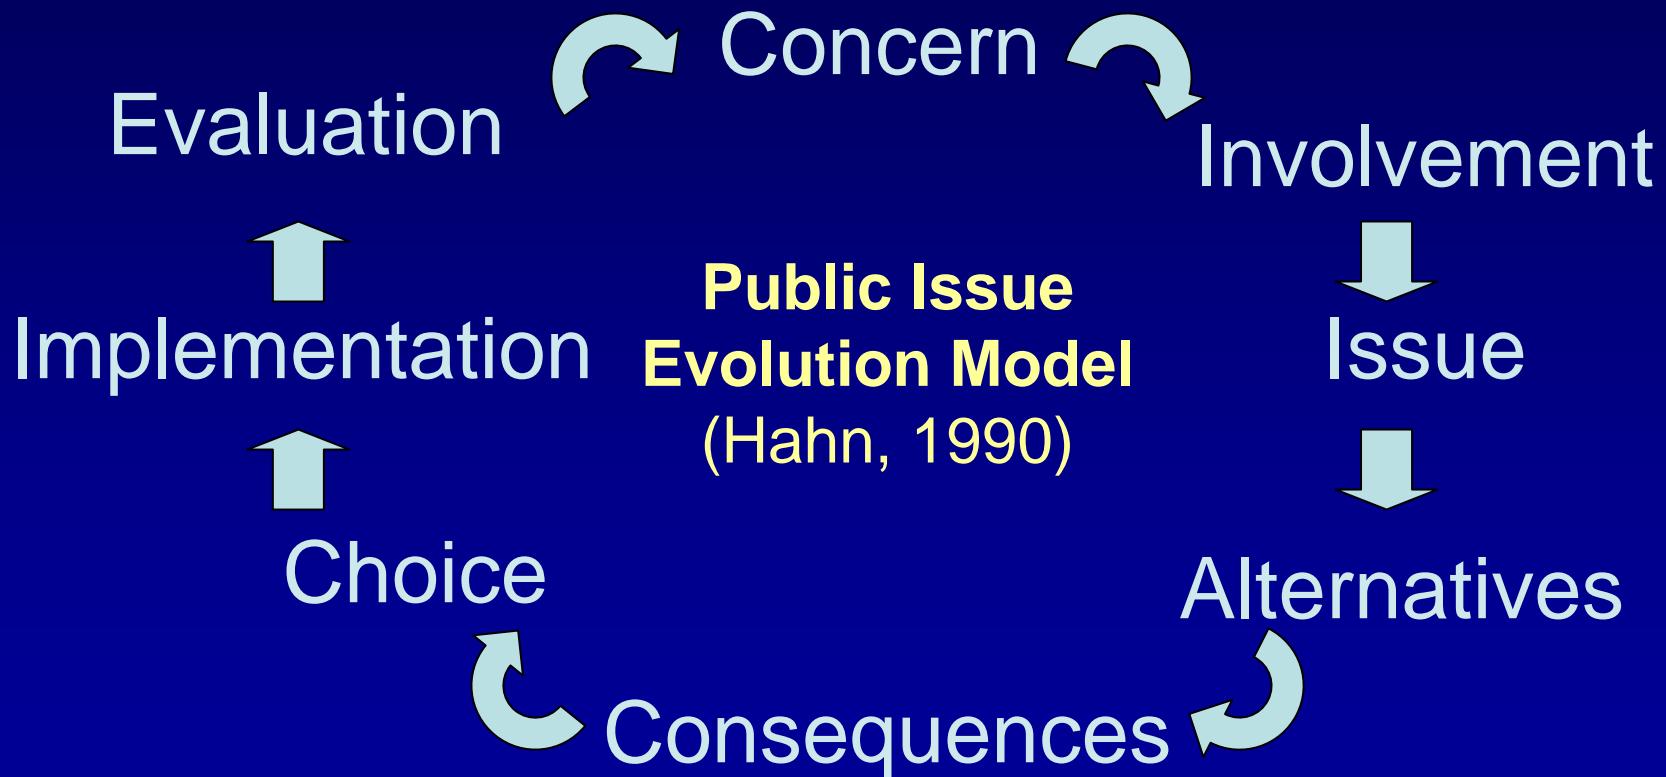 Concern
Evaluation
Involvement
Public Issue
Evolution Model
(Hahn, 1990)
Implementation
Issue
Choice
Alternatives
Consequences